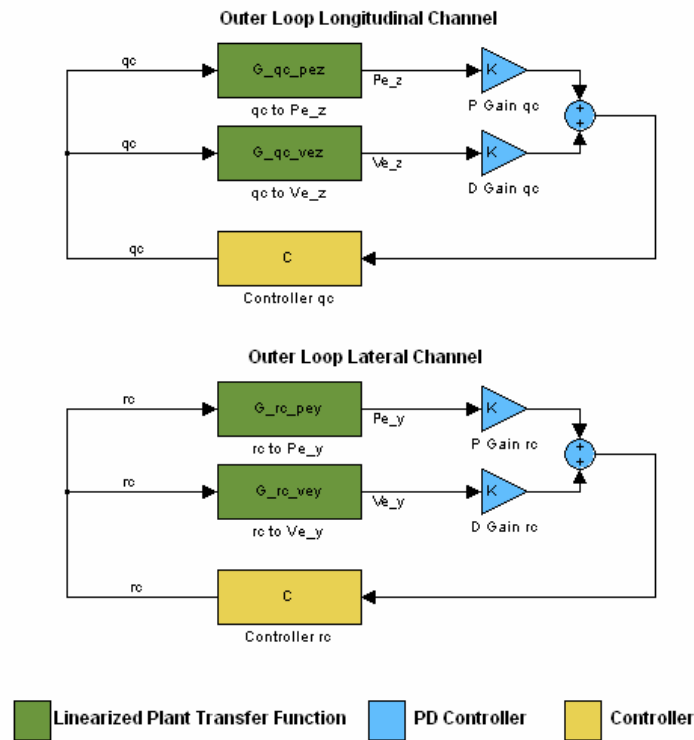 Outer Loop Longitudinal Channel
qc
G_qc_pez
Pe_z
K
qc to Pe_z
P Gain qc
+
+
qc
G_qc_vez
Ve_z
K
qc to Ve_z
D Gain qc
qc
C
Controller qc
Outer Loop Lateral Channel
rc
G_rc_pey
Pe_y
K
rc to Pe_y
P Gain rc
+
+
rc
G_rc_vey
Ve_y
K
rc to Ve_y
D Gain rc
rc
C
Controller rc
Linearized Plant Transfer Function
PD Controller
Controller